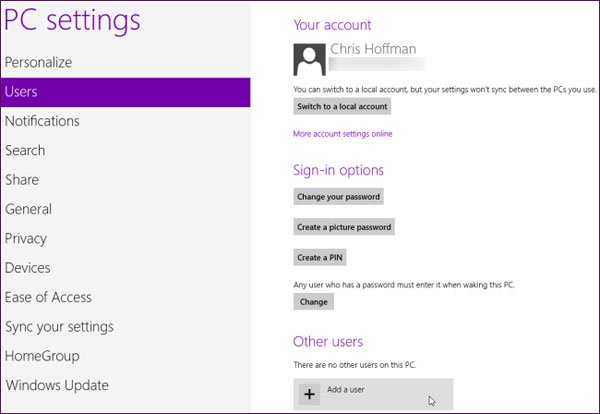 PC settings
Personalize
Users
Notifications
Search
Share
General
Privacy
Devices
Ease of Access
Sync your settings
HomeGroup
Windows Update
Your account
Chris Hoffman
You can switch to a local account, but your settings won't sync between the PCs you use.
Switch to a local account
More account settings online
Sign-in options
Change your password
Create a picture password
Create a PIN
Any user who has a password must enter it when waking this PC.
Change
Other users
There are no other users on this PC.
Add a user